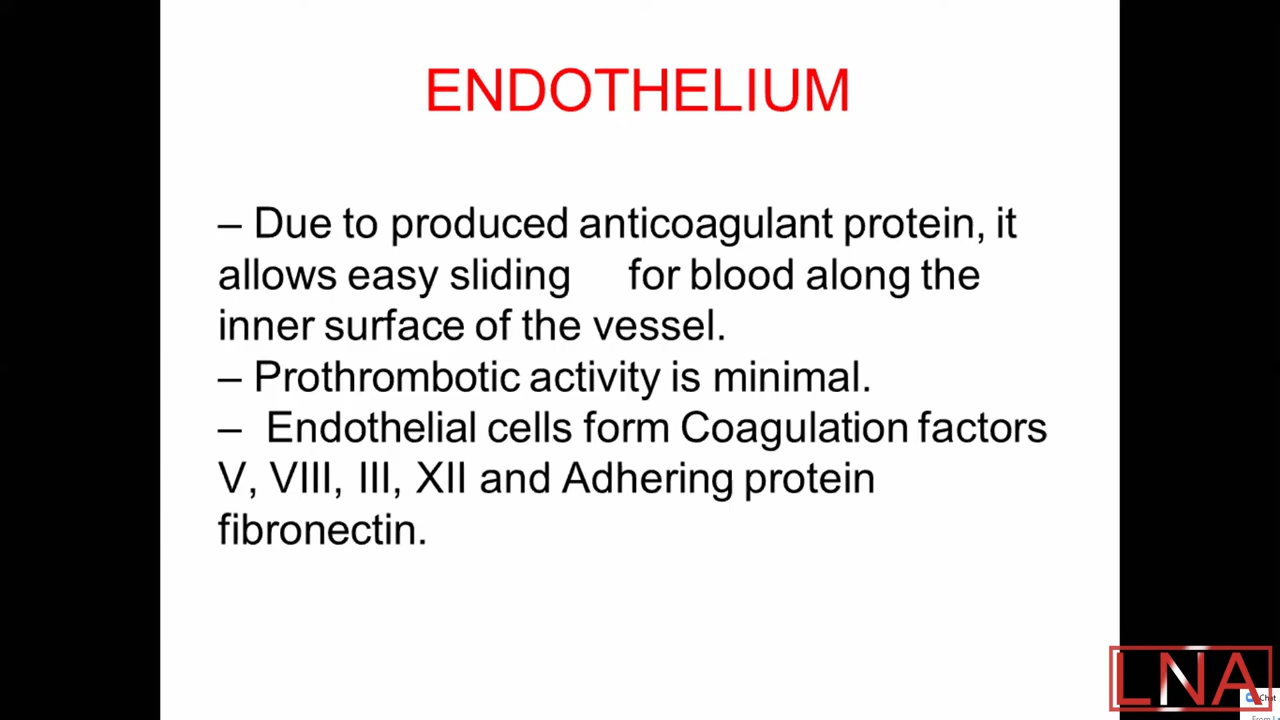 ENDOTHELIUM
– Due to produced anticoagulant protein, it
allows easy sliding for blood along the
inner surface of the vessel.
– Prothrombotic activity is minimal.
– Endothelial cells form Coagulation factors
V, VIII, III, XII and Adhering protein
fibronectin.
LNA
Chat